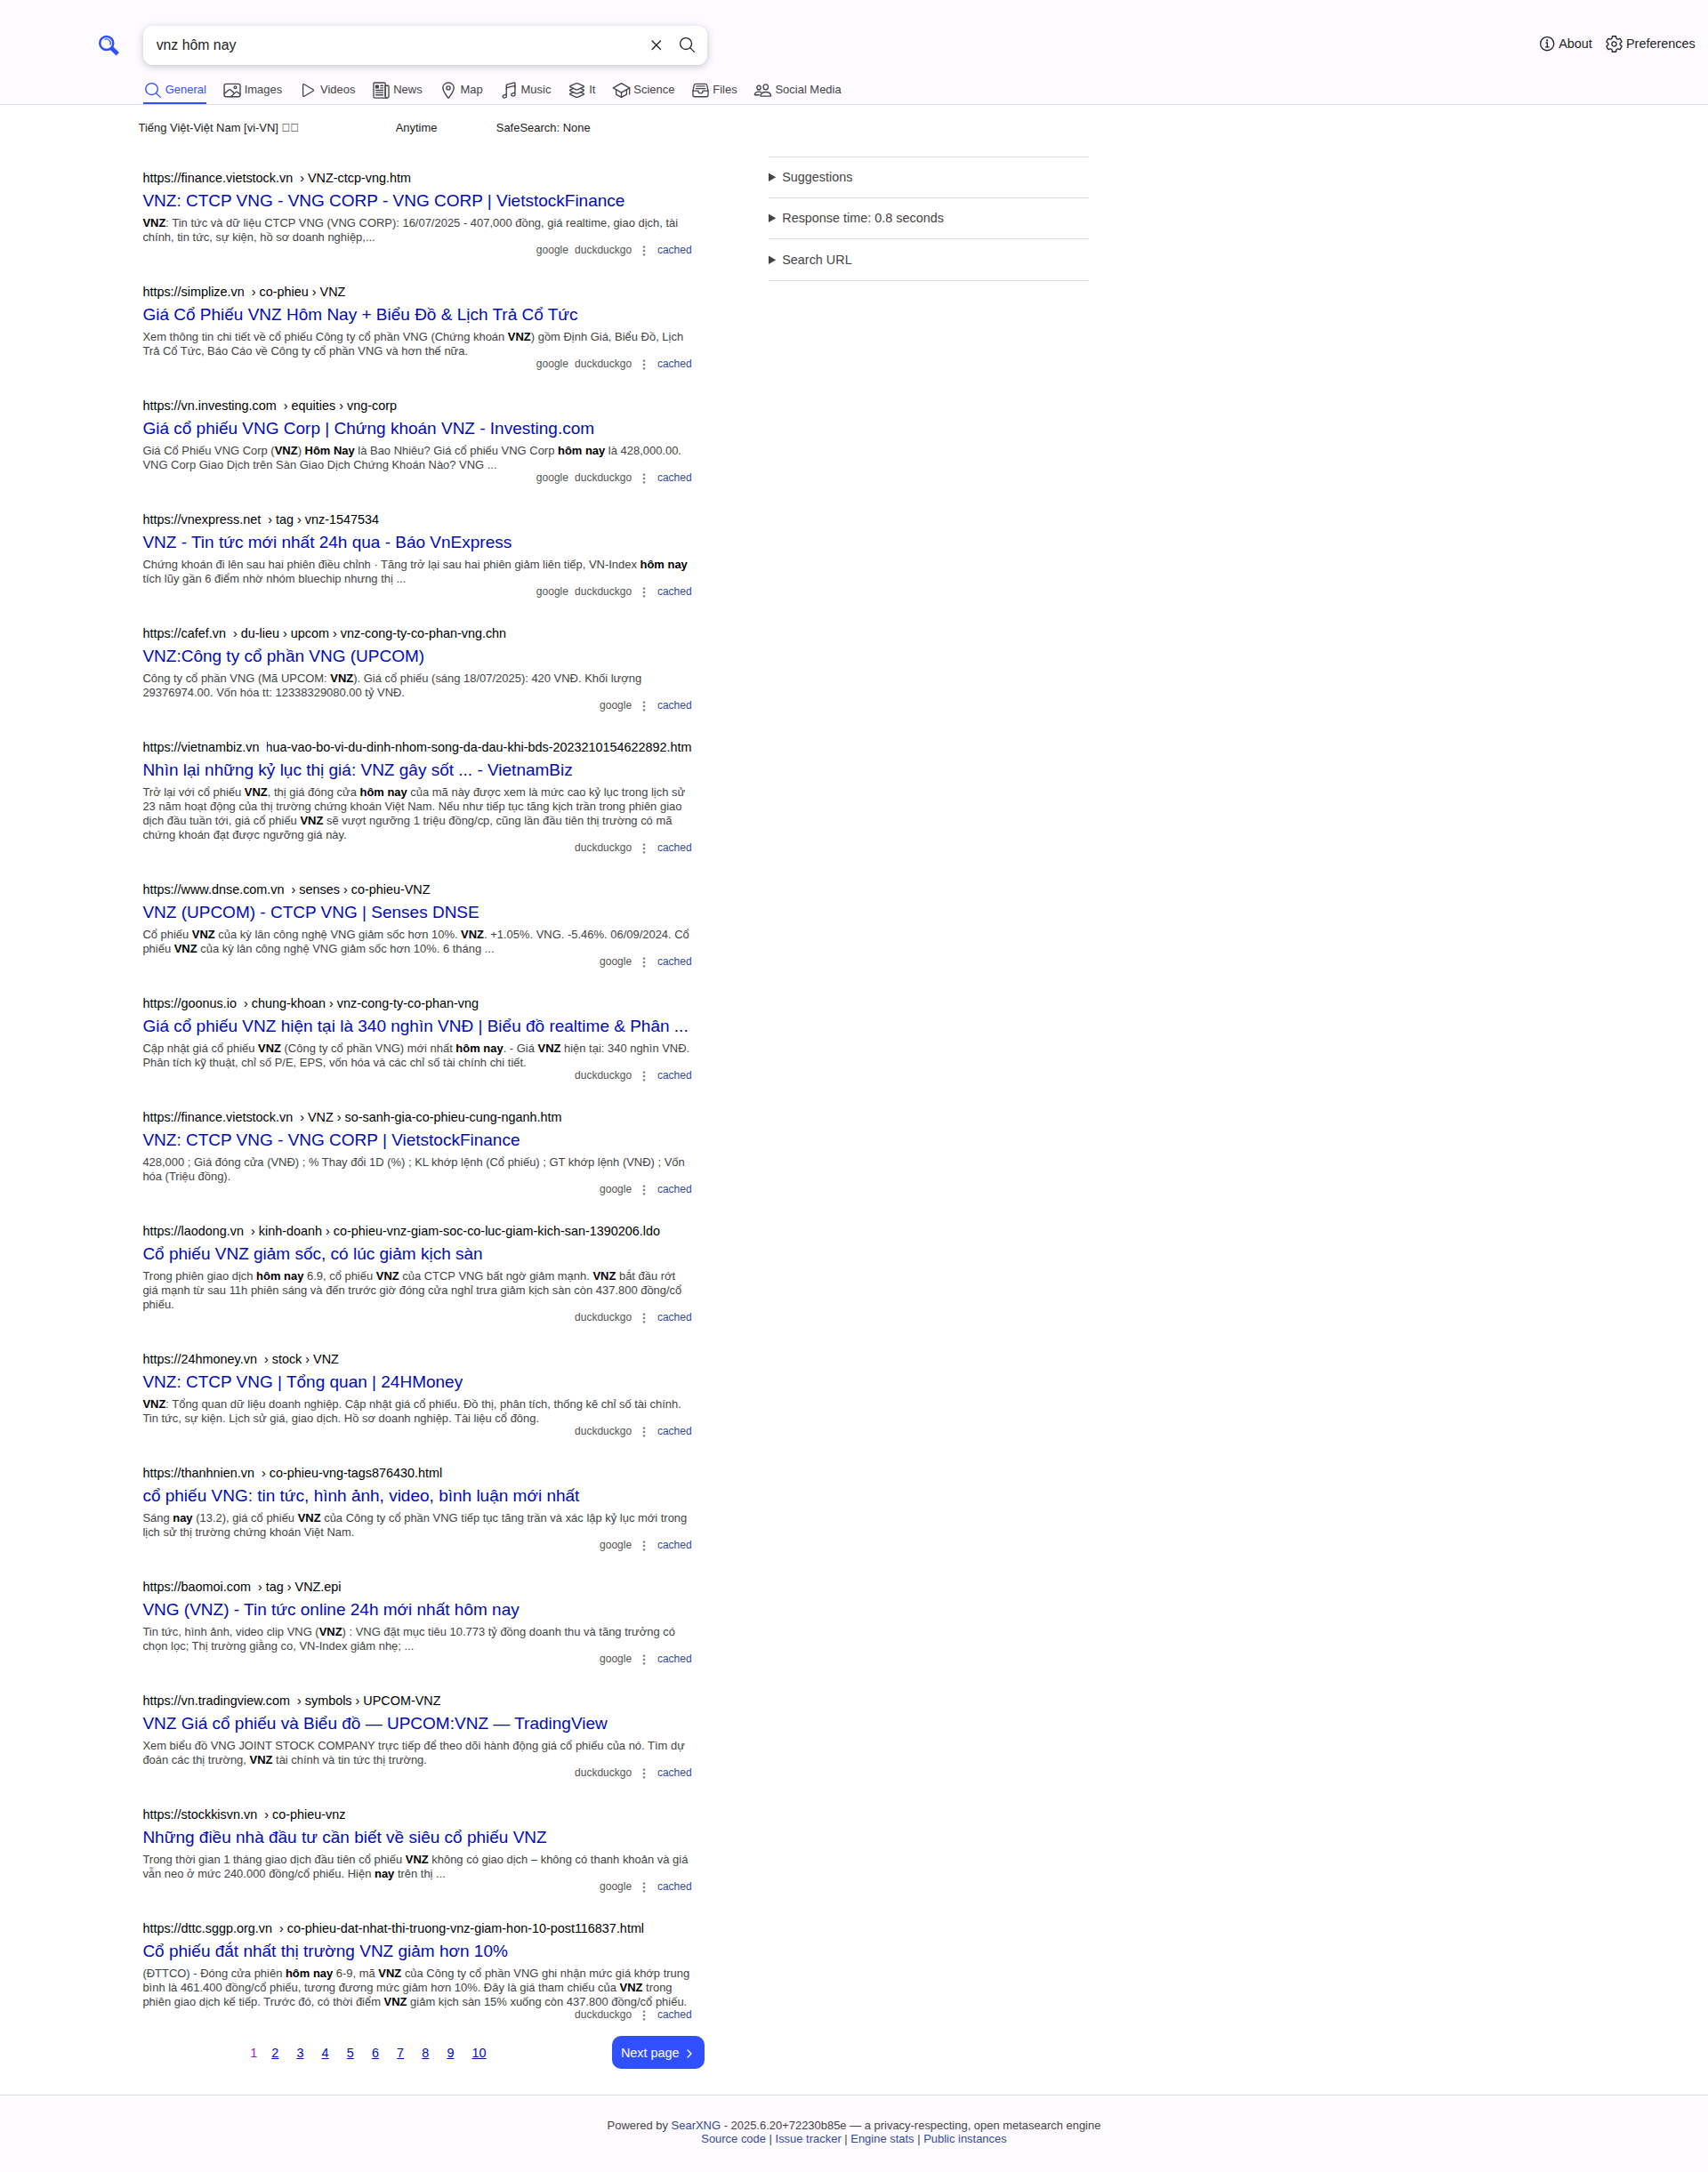 vnz hôm nay
About Preferences
General Images Videos News Map Music It Science Files Social Media
Tiếng Việt-Việt Nam [vi-VN] Anytime SafeSearch: None
Suggestions
Response time: 0.8 seconds
Search URL
https://finance.vietstock.vn › VNZ-ctcp-vng.htm
VNZ: CTCP VNG - VNG CORP - VNG CORP | VietstockFinance
VNZ: Tin tức và dữ liệu CTCP VNG (VNG CORP): 16/07/2025 - 407,000 đồng, giá realtime, giao dịch, tài
chính, tin tức, sự kiện, hồ sơ doanh nghiệp,...
google duckduckgo ⋮ cached
https://simplize.vn › co-phieu › VNZ
Giá Cổ Phiếu VNZ Hôm Nay + Biểu Đồ & Lịch Trả Cổ Tức
Xem thông tin chi tiết về cổ phiếu Công ty cổ phần VNG (Chứng khoán VNZ) gồm Định Giá, Biểu Đồ, Lịch
Trả Cổ Tức, Báo Cáo về Công ty cổ phần VNG và hơn thế nữa.
google duckduckgo ⋮ cached
https://vn.investing.com › equities › vng-corp
Giá cổ phiếu VNG Corp | Chứng khoán VNZ - Investing.com
Giá Cổ Phiếu VNG Corp (VNZ) Hôm Nay là Bao Nhiêu? Giá cổ phiếu VNG Corp hôm nay là 428,000.00.
VNG Corp Giao Dịch trên Sàn Giao Dịch Chứng Khoán Nào? VNG ...
google duckduckgo ⋮ cached
https://vnexpress.net › tag › vnz-1547534
VNZ - Tin tức mới nhất 24h qua - Báo VnExpress
Chứng khoán đi lên sau hai phiên điều chỉnh · Tăng trở lại sau hai phiên giảm liên tiếp, VN-Index hôm nay
tích lũy gần 6 điểm nhờ nhóm bluechip nhưng thị ...
google duckduckgo ⋮ cached
https://cafef.vn › du-lieu › upcom › vnz-cong-ty-co-phan-vng.chn
VNZ:Công ty cổ phần VNG (UPCOM)
Công ty cổ phần VNG (Mã UPCOM: VNZ). Giá cổ phiếu (sáng 18/07/2025): 420 VNĐ. Khối lượng
29376974.00. Vốn hóa tt: 12338329080.00 tỷ VNĐ.
google ⋮ cached
https://vietnambiz.vn hua-vao-bo-vi-du-dinh-nhom-song-da-dau-khi-bds-2023210154622892.htm
Nhìn lại những kỷ lục thị giá: VNZ gây sốt ... - VietnamBiz
Trở lại với cổ phiếu VNZ, thị giá đóng cửa hôm nay của mã này được xem là mức cao kỷ lục trong lịch sử
23 năm hoạt động của thị trường chứng khoán Việt Nam. Nếu như tiếp tục tăng kịch trần trong phiên giao
dịch đầu tuần tới, giá cổ phiếu VNZ sẽ vượt ngưỡng 1 triệu đồng/cp, cũng lần đầu tiên thị trường có mã
chứng khoán đạt được ngưỡng giá này.
duckduckgo ⋮ cached
https://www.dnse.com.vn › senses › co-phieu-VNZ
VNZ (UPCOM) - CTCP VNG | Senses DNSE
Cổ phiếu VNZ của kỳ lân công nghệ VNG giảm sốc hơn 10%. VNZ. +1.05%. VNG. -5.46%. 06/09/2024. Cổ
phiếu VNZ của kỳ lân công nghệ VNG giảm sốc hơn 10%. 6 tháng ...
google ⋮ cached
https://goonus.io › chung-khoan › vnz-cong-ty-co-phan-vng
Giá cổ phiếu VNZ hiện tại là 340 nghìn VNĐ | Biểu đồ realtime & Phân ...
Cập nhật giá cổ phiếu VNZ (Công ty cổ phần VNG) mới nhất hôm nay. - Giá VNZ hiện tại: 340 nghìn VNĐ.
Phân tích kỹ thuật, chỉ số P/E, EPS, vốn hóa và các chỉ số tài chính chi tiết.
duckduckgo ⋮ cached
https://finance.vietstock.vn › VNZ › so-sanh-gia-co-phieu-cung-nganh.htm
VNZ: CTCP VNG - VNG CORP | VietstockFinance
428,000 ; Giá đóng cửa (VNĐ) ; % Thay đổi 1D (%) ; KL khớp lệnh (Cổ phiếu) ; GT khớp lệnh (VNĐ) ; Vốn
hóa (Triệu đồng).
google ⋮ cached
https://laodong.vn › kinh-doanh › co-phieu-vnz-giam-soc-co-luc-giam-kich-san-1390206.ldo
Cổ phiếu VNZ giảm sốc, có lúc giảm kịch sàn
Trong phiên giao dịch hôm nay 6.9, cổ phiếu VNZ của CTCP VNG bất ngờ giảm mạnh. VNZ bắt đầu rớt
giá mạnh từ sau 11h phiên sáng và đến trước giờ đóng cửa nghỉ trưa giảm kịch sàn còn 437.800 đồng/cổ
phiếu.
duckduckgo ⋮ cached
https://24hmoney.vn › stock › VNZ
VNZ: CTCP VNG | Tổng quan | 24HMoney
VNZ: Tổng quan dữ liệu doanh nghiệp. Cập nhật giá cổ phiếu. Đồ thị, phân tích, thống kê chỉ số tài chính.
Tin tức, sự kiện. Lịch sử giá, giao dịch. Hồ sơ doanh nghiệp. Tài liệu cổ đông.
duckduckgo ⋮ cached
https://thanhnien.vn › co-phieu-vng-tags876430.html
cổ phiếu VNG: tin tức, hình ảnh, video, bình luận mới nhất
Sáng nay (13.2), giá cổ phiếu VNZ của Công ty cổ phần VNG tiếp tục tăng trần và xác lập kỷ lục mới trong
lịch sử thị trường chứng khoán Việt Nam.
google ⋮ cached
https://baomoi.com › tag › VNZ.epi
VNG (VNZ) - Tin tức online 24h mới nhất hôm nay
Tin tức, hình ảnh, video clip VNG (VNZ) : VNG đặt mục tiêu 10.773 tỷ đồng doanh thu và tăng trưởng có
chọn lọc; Thị trường giằng co, VN-Index giảm nhẹ; ...
google ⋮ cached
https://vn.tradingview.com › symbols › UPCOM-VNZ
VNZ Giá cổ phiếu và Biểu đồ — UPCOM:VNZ — TradingView
Xem biểu đồ VNG JOINT STOCK COMPANY trực tiếp để theo dõi hành động giá cổ phiếu của nó. Tìm dự
đoán các thị trường, VNZ tài chính và tin tức thị trường.
duckduckgo ⋮ cached
https://stockkisvn.vn › co-phieu-vnz
Những điều nhà đầu tư cần biết về siêu cổ phiếu VNZ
Trong thời gian 1 tháng giao dịch đầu tiên cổ phiếu VNZ không có giao dịch – không có thanh khoản và giá
vẫn neo ở mức 240.000 đồng/cổ phiếu. Hiện nay trên thị ...
google ⋮ cached
https://dttc.sggp.org.vn › co-phieu-dat-nhat-thi-truong-vnz-giam-hon-10-post116837.html
Cổ phiếu đắt nhất thị trường VNZ giảm hơn 10%
(ĐTTCO) - Đóng cửa phiên hôm nay 6-9, mã VNZ của Công ty cổ phần VNG ghi nhận mức giá khớp trung
bình là 461.400 đồng/cổ phiếu, tương đương mức giảm hơn 10%. Đây là giá tham chiếu của VNZ trong
phiên giao dịch kế tiếp. Trước đó, có thời điểm VNZ giảm kịch sàn 15% xuống còn 437.800 đồng/cổ phiếu.
duckduckgo ⋮ cached
1 2 3 4 5 6 7 8 9 10 Next page
Powered by SearXNG - 2025.6.20+72230b85e — a privacy-respecting, open metasearch engine
Source code | Issue tracker | Engine stats | Public instances